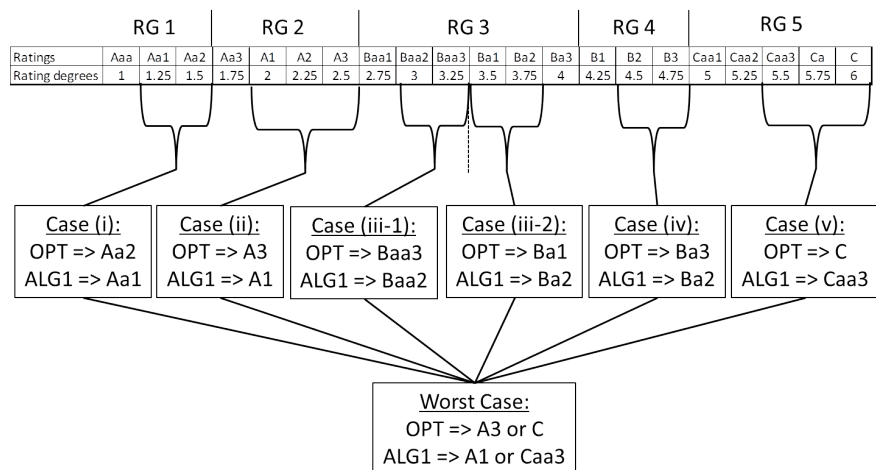 RG 1 RG 2 RG 3 RG 4 RG 5
Ratings Aaa Aa1 Aa2 Aa3 A1 A2 A3 Baa1 Baa2 Baa3 Ba1 Ba2 Ba3 B1 B2 B3 Caa1 Caa2 Caa3 Ca C
Rating degrees 1 1.25 1.5 1.75 2 2.25 2.5 2.75 3 3.25 3.5 3.75 4 4.25 4.5 4.75 5 5.25 5.5 5.75 6
Case (i):
OPT => Aa2
ALG1 => Aa1
Case (ii):
OPT => A3
ALG1 => A1
Case (iii-1):
OPT => Baa3
ALG1 => Baa2
Case (iii-2):
OPT => Ba1
ALG1 => Ba2
Case (iv):
OPT => Ba3
ALG1 => Ba2
Case (v):
OPT => C
ALG1 => Caa3
Worst Case:
OPT => A3 or C
ALG1 => A1 or Caa3